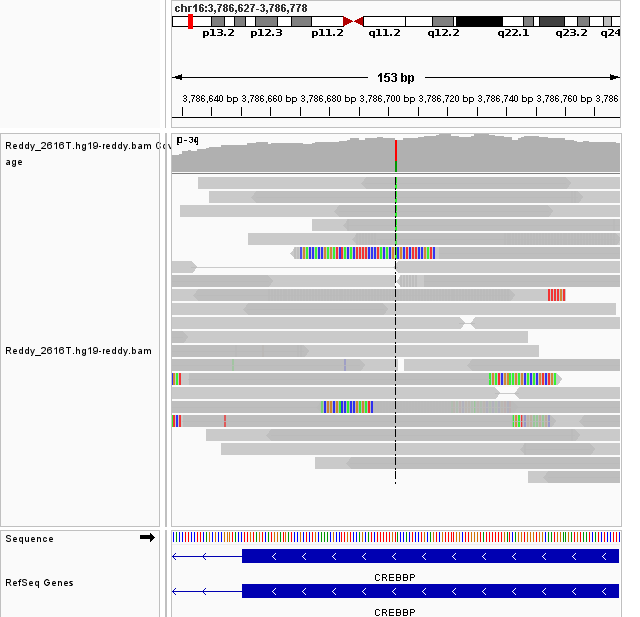 chr16:3,786,627-3,786,778
p13.2 p12.3 p11.2 q11.2 q12.2 q22.1 q23.2 q24
153 bp
3,786,640 bp 3,786,660 bp 3,786,680 bp 3,786,700 bp 3,786,720 bp 3,786,740 bp 3,786,760 bp 3,786
Reddy_2616T.hg19-reddy.bam Cov
age
Reddy_2616T.hg19-reddy.bam
Sequence
CREBBP
RefSeq Genes
CREBBP